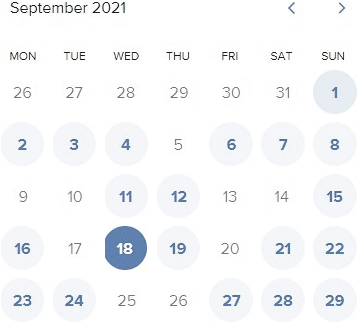 September 2021
MON TUE WED THU FRI SAT SUN
26 27 28 29 30 31 1
2 3 4 5 6 7 8
9 10 11 12 13 14 15
16 17 18 19 20 21 22
23 24 25 26 27 28 29